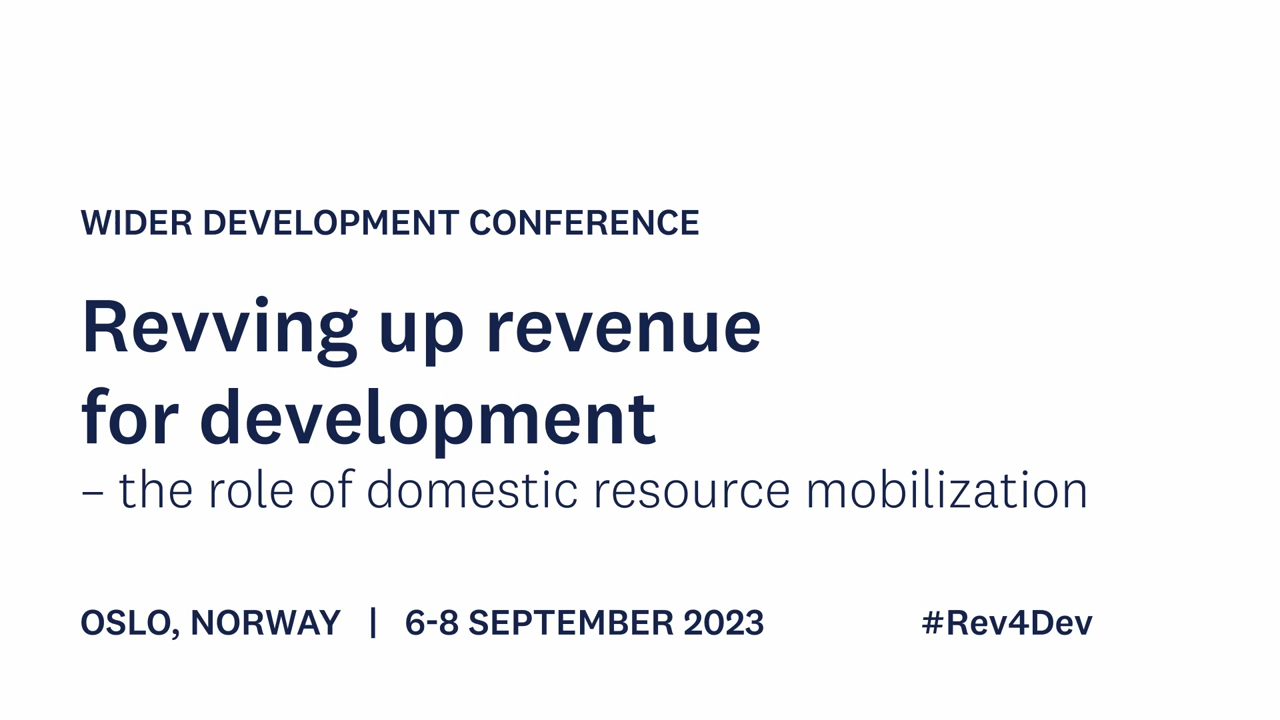 WIDER DEVELOPMENT CONFERENCE
Revving up revenue
for development
– the role of domestic resource mobilization
OSLO, NORWAY | 6-8 SEPTEMBER 2023 #Rev4Dev